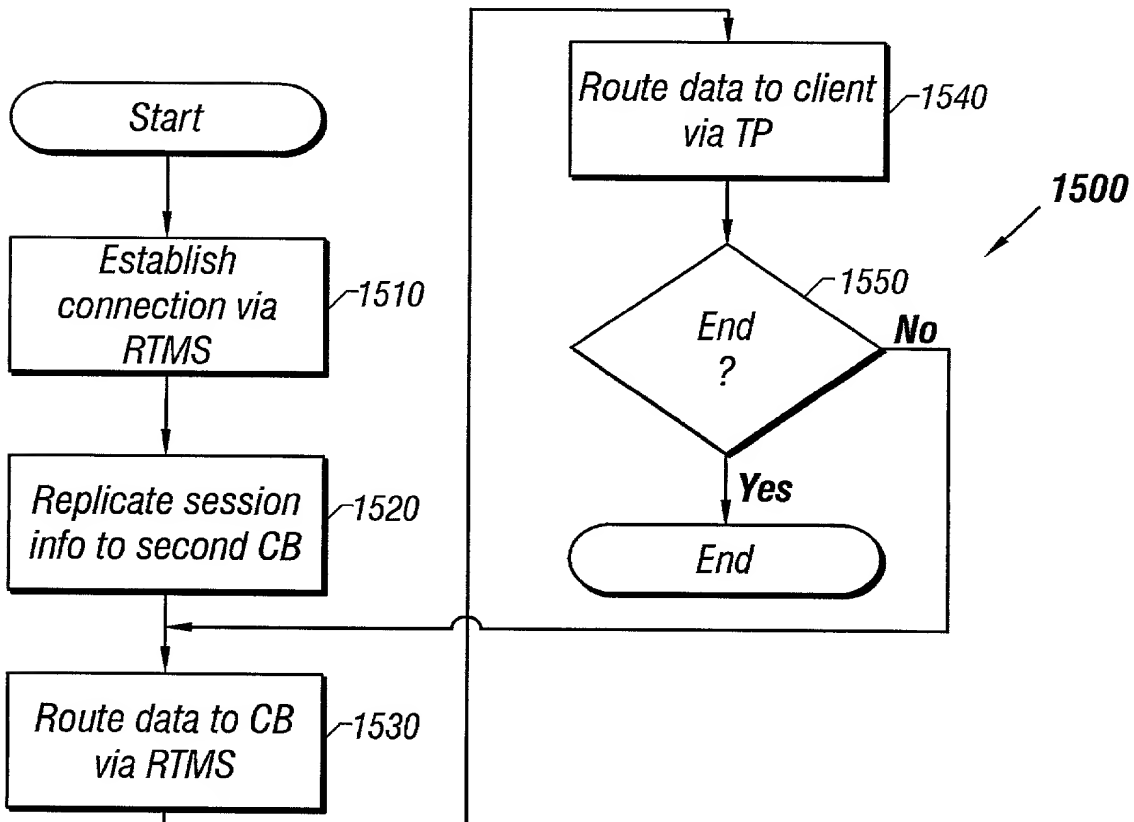 Start
Establish
connection via
RTMS
1510
Replicate session
info to second CB
1520
Route data to CB
via RTMS
1530
Route data to client
via TP
1540
1500
End
?
1550
No
Yes
End